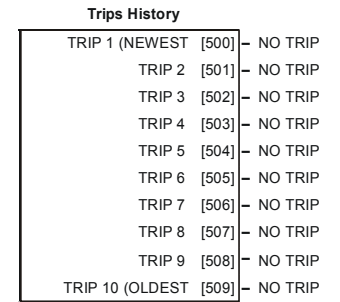 Trips History
TRIP 1 (NEWEST [500] – NO TRIP
TRIP 2 [501] – NO TRIP
TRIP 3 [502] – NO TRIP
TRIP 4 [503] – NO TRIP
TRIP 5 [504] – NO TRIP
TRIP 6 [505] – NO TRIP
TRIP 7 [506] – NO TRIP
TRIP 8 [507] – NO TRIP
TRIP 9 [508] – NO TRIP
TRIP 10 (OLDEST [509] – NO TRIP